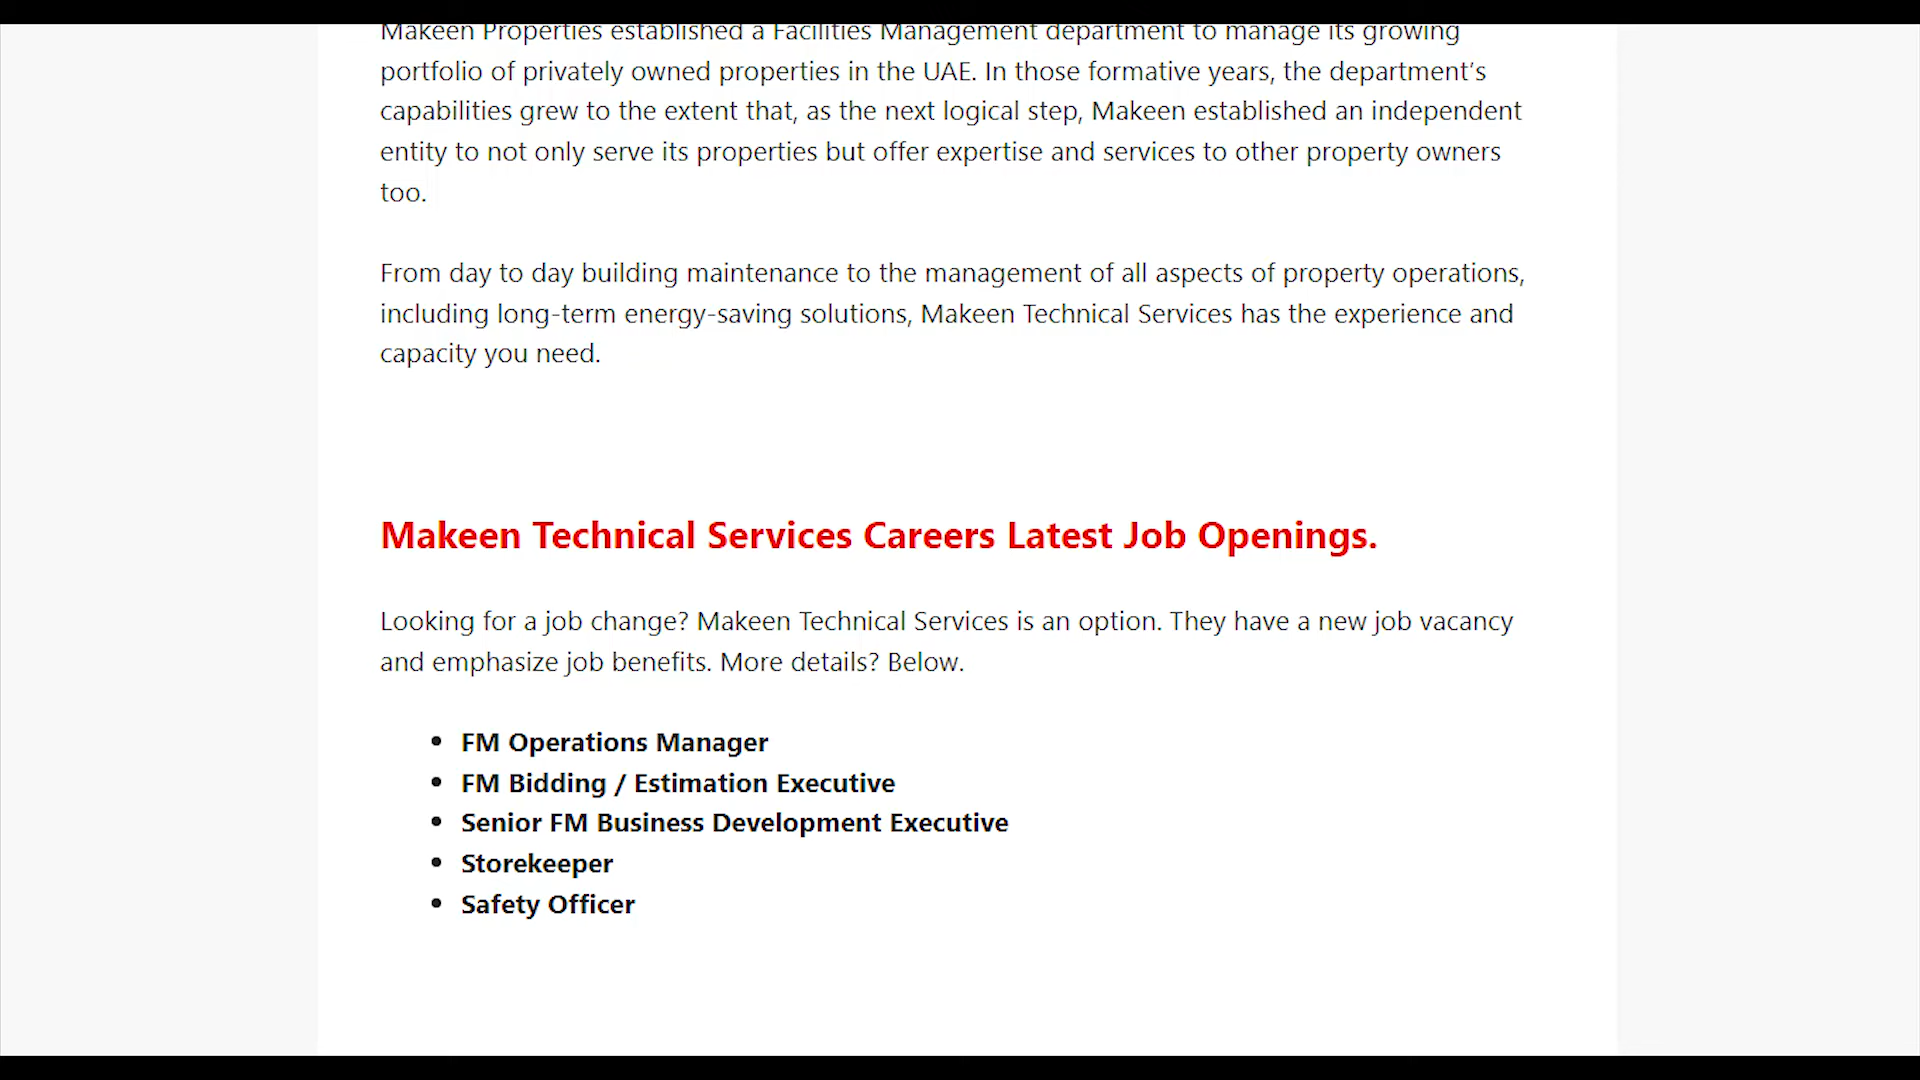 Makeen Properties established a Facilities Management department to manage its growing
portfolio of privately owned properties in the UAE. In those formative years, the department’s
capabilities grew to the extent that, as the next logical step, Makeen established an independent
entity to not only serve its properties but offer expertise and services to other property owners
too.
From day to day building maintenance to the management of all aspects of property operations,
including long-term energy-saving solutions, Makeen Technical Services has the experience and
capacity you need.
Makeen Technical Services Careers Latest Job Openings.
Looking for a job change? Makeen Technical Services is an option. They have a new job vacancy
and emphasize job benefits. More details? Below.
• FM Operations Manager
• FM Bidding / Estimation Executive
• Senior FM Business Development Executive
• Storekeeper
• Safety Officer